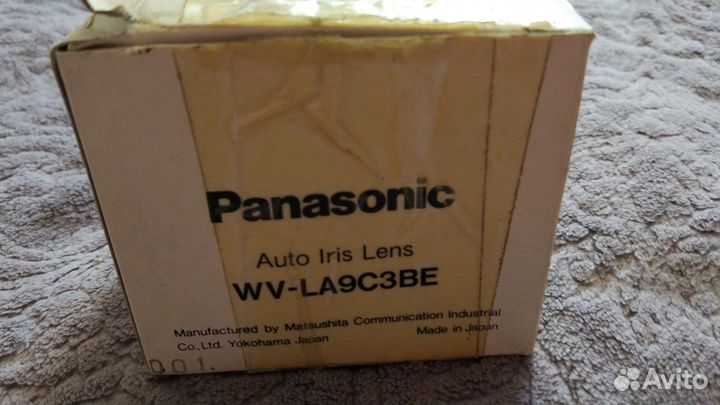 Panasonic
Auto Iris Lens
WV-LA9C3BE
Manufactured by Matsushita Communication Industrial
Co.,Ltd. Yokohama Japan Made in Japan
001.
Avito